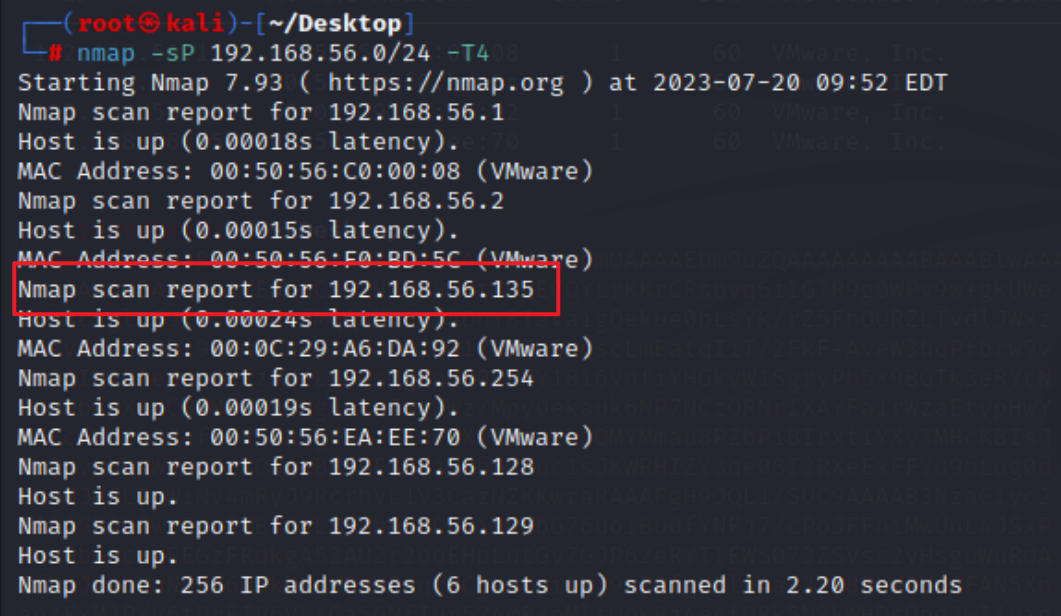 ┌──(root㉿kali)-[~/Desktop]
└─# nmap -sP 192.168.56.0/24 -T4
Starting Nmap 7.93 ( https://nmap.org ) at 2023-07-20 09:52 EDT
Nmap scan report for 192.168.56.1
Host is up (0.00018s latency).
MAC Address: 00:50:56:C0:00:08 (VMware)
Nmap scan report for 192.168.56.2
Host is up (0.00015s latency).
MAC Address: 00:50:56:F0:BD:5C (VMware)
Nmap scan report for 192.168.56.135
Host is up (0.00024s latency).
MAC Address: 00:0C:29:A6:DA:92 (VMware)
Nmap scan report for 192.168.56.254
Host is up (0.00019s latency).
MAC Address: 00:50:56:EA:EE:70 (VMware)
Nmap scan report for 192.168.56.128
Host is up.
Nmap scan report for 192.168.56.129
Host is up.
Nmap done: 256 IP addresses (6 hosts up) scanned in 2.20 seconds